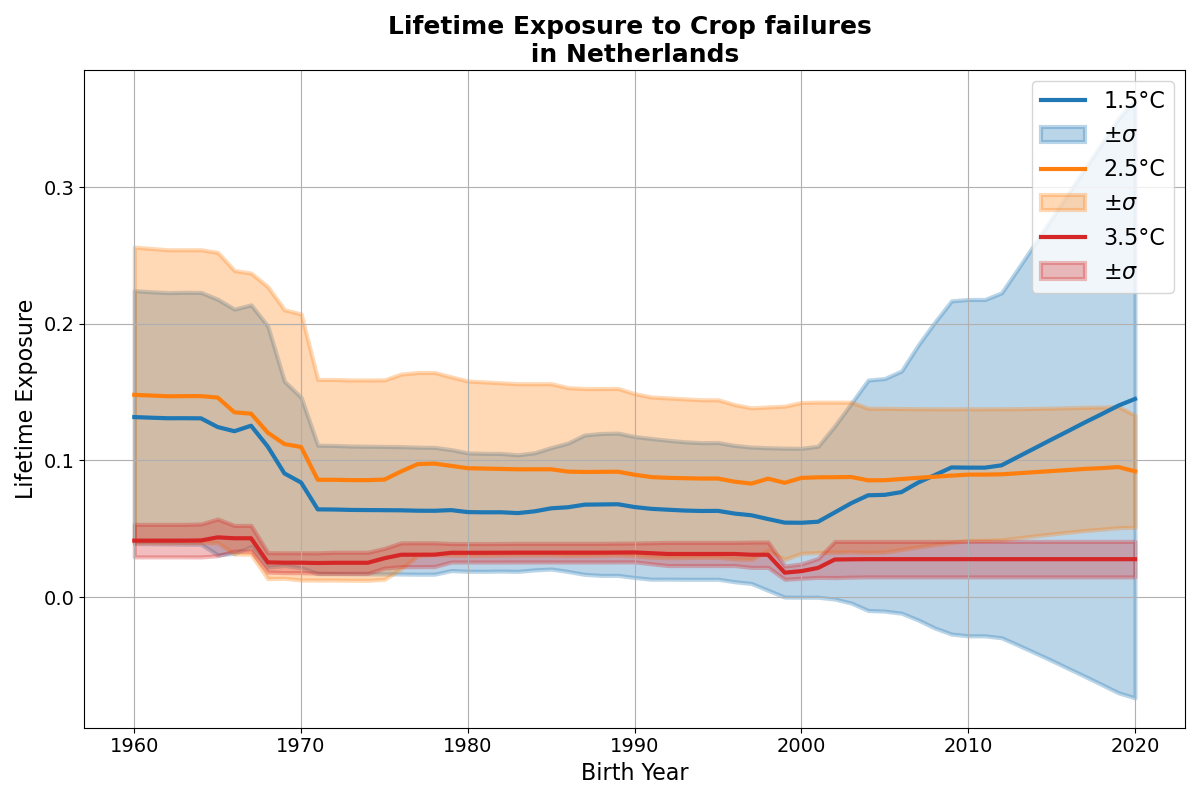 Lifetime Exposure to Crop failures
in Netherlands
1.5°C
±σ
2.5°C
±σ
3.5°C
±σ
Lifetime Exposure
0.3
0.2
0.1
0.0
1960 1970 1980 1990 2000 2010 2020
Birth Year